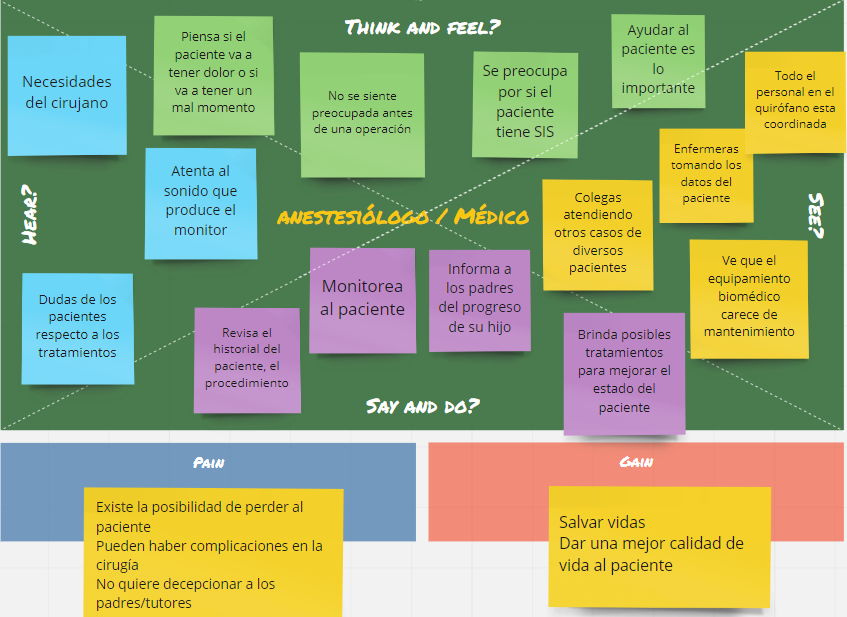 Think and feel?
Necesidades
del cirujano
Piensa si el
paciente va a
tener dolor o si
va a tener un
mal momento
No se siente
preocupada antes
de una operación
Se preocupa
por si el
paciente
tiene SIS
Ayudar al
paciente es
lo
importante
Todo el
personal en el
quirófano esta
coordinada
Hear?
Atenta al
sonido que
produce el
monitor
Dudas de los
pacientes
respecto a los
tratamientos
anestesiólogo / Médico
Enfermeras
tomando los
datos del
paciente
Colegas
atendiendo
otros casos de
diversos
pacientes
See?
Ve que el
equipamiento
biomédico
carece de
mantenimiento
Revisa el
historial del
paciente, el
procedimiento
Monitorea
al paciente
Informa a
los padres
del progreso
de su hijo
Brinda posibles
tratamientos
para mejorar el
estado del
paciente
Say and do?
Pain
Existe la posibilidad de perder al
paciente
Pueden haber complicaciones en la
cirugía
No quiere decepcionar a los
padres/tutores
Gain
Salvar vidas
Dar una mejor calidad de
vida al paciente